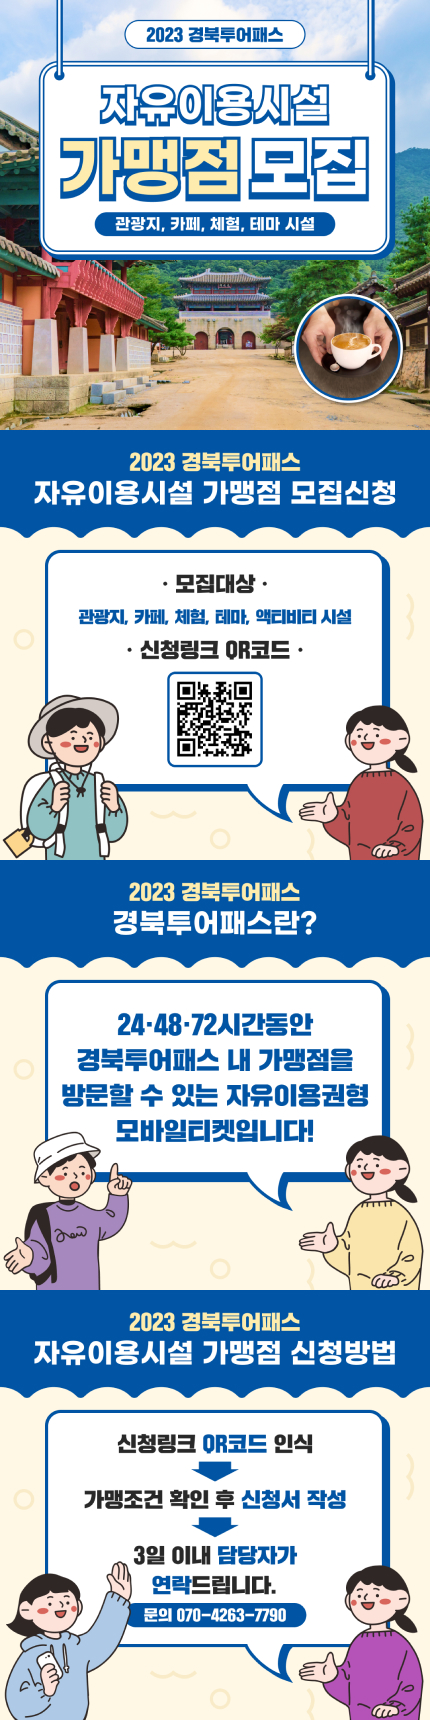 2023 경북투어패스
자유이용시설
가맹점 모집
관광지, 카페, 체험, 테마 시설
2023 경북투어패스
자유이용시설 가맹점 모집신청
· 모집대상 ·
관광지, 카페, 체험, 테마, 액티비티 시설
· 신청링크 QR코드 ·
2023 경북투어패스
경북투어패스란?
24·48·72시간동안
경북투어패스 내 가맹점을
방문할 수 있는 자유이용권형
모바일티켓입니다!
2023 경북투어패스
자유이용시설 가맹점 신청방법
신청링크 QR코드 인식
가맹조건 확인 후 신청서 작성
3일 이내 담당자가
연락드립니다.
문의 070-4263-7790